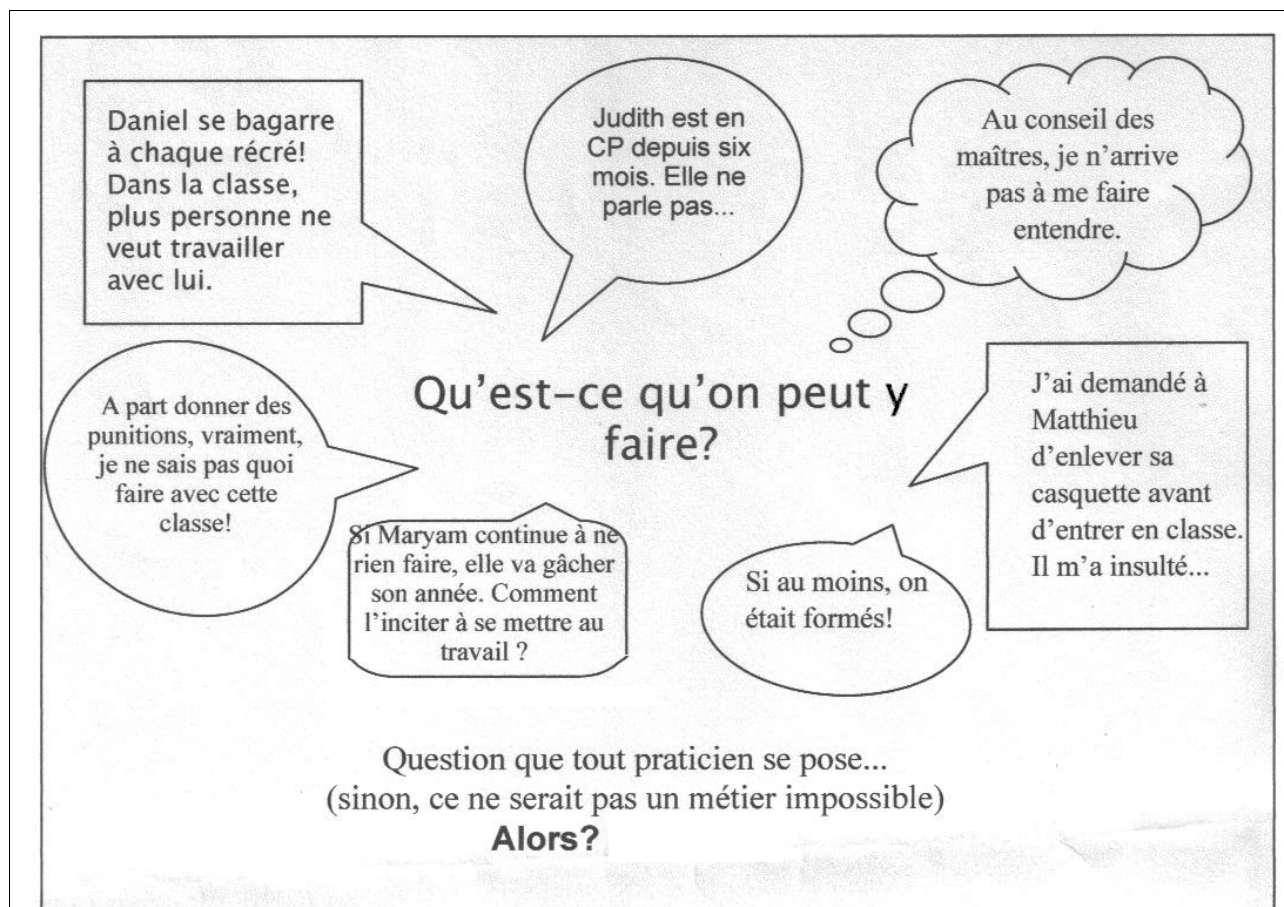 Daniel se bagarre
à chaque récré!
Dans la classe,
plus personne ne
veut travailler
avec lui.
Judith est en
CP depuis six
mois. Elle ne
parle pas...
Au conseil des
maîtres, je n'arrive
pas à me faire
entendre.
Qu'est-ce qu'on peut y
faire?
A part donner des
punitions, vraiment,
je ne sais pas quoi
faire avec cette
classe!
Si Maryam continue à ne
rien faire, elle va gâcher
son année. Comment
l'inciter à se mettre au
travail ?
Si au moins, on
était formés!
J'ai demandé à
Matthieu
d'enlever sa
casquette avant
d'entrer en classe.
Il m'a insulté...
Question que tout praticien se pose...
(sinon, ce ne serait pas un métier impossible)
Alors?